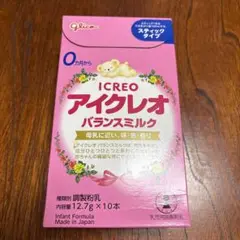 glico
スティック
タイプ
0ヵ月から
ICREO
アイクレオ
バランスミルク
母乳に近い、味・色・香り
種類別 調製粉乳
内容量 12.7g×10本
Infant Formula
Made in Japan